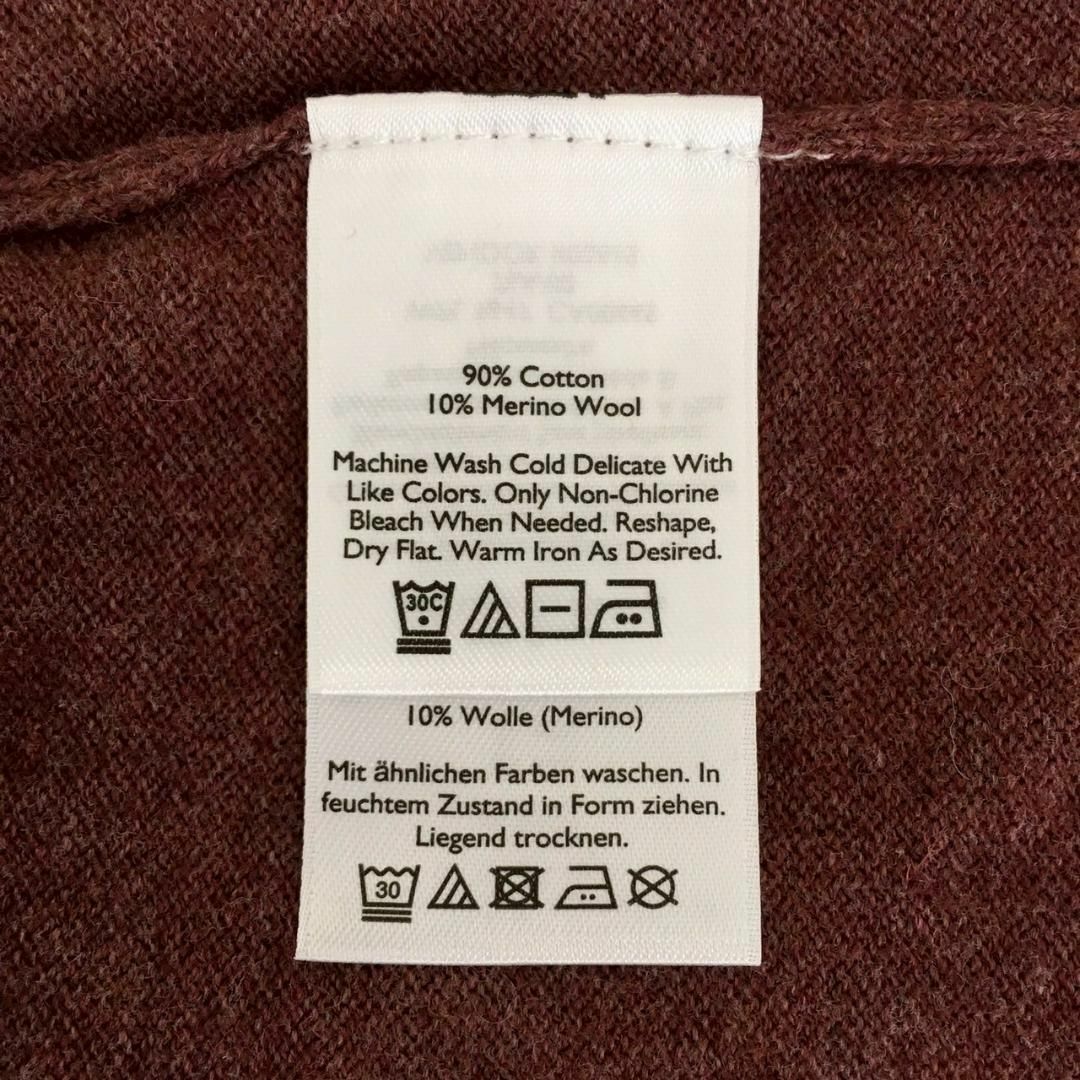 90% Cotton
10% Merino Wool
Machine Wash Cold Delicate With
Like Colors. Only Non-Chlorine
Bleach When Needed. Reshape,
Dry Flat. Warm Iron As Desired.
30C
10% Wolle (Merino)
Mit ähnlichen Farben waschen. In
feuchtem Zustand in Form ziehen.
Liegend trocknen.
30